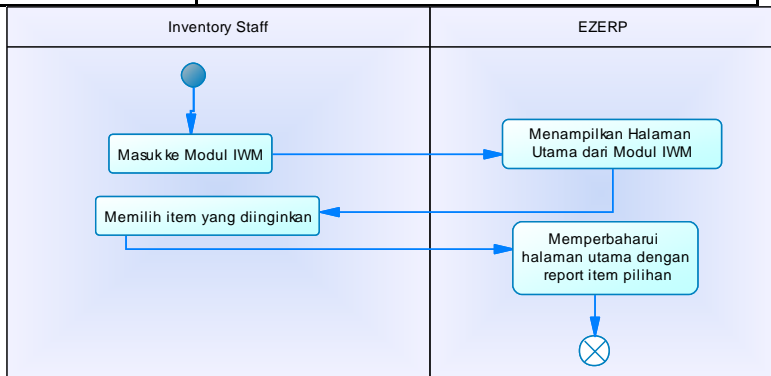 Inventory Staff
EZERP
Masuk ke Modul IWM
Menampilkan Halaman
Utama dari Modul IWM
Memilih item yang diinginkan
Memperbaharui
halaman utama dengan
report item pilihan